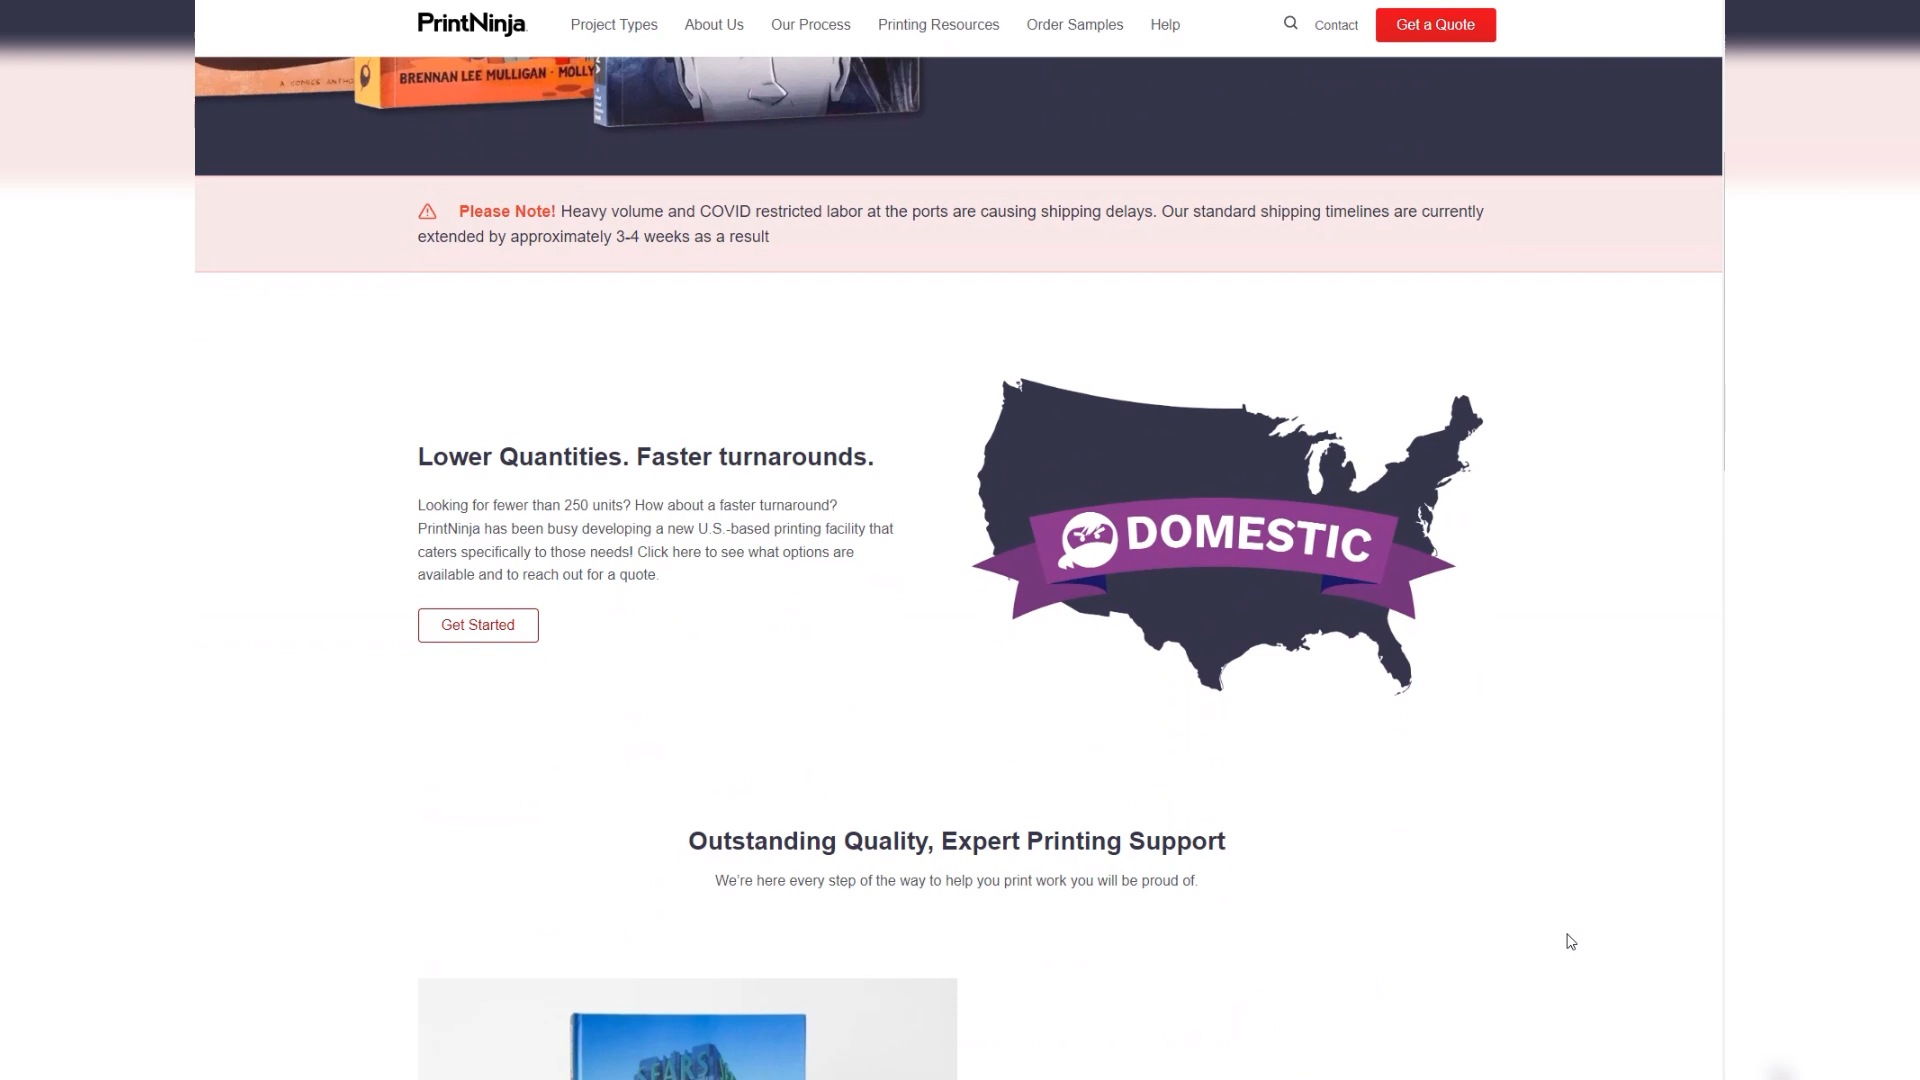 PrintNinja
Project Types About Us Our Process Printing Resources Order Samples Help Contact Get a Quote
A COMICS ANTHO
BRENNAN LEE MULLIGAN · MOLLY
Please Note! Heavy volume and COVID restricted labor at the ports are causing shipping delays. Our standard shipping timelines are currently
extended by approximately 3-4 weeks as a result
Lower Quantities. Faster turnarounds.
Looking for fewer than 250 units? How about a faster turnaround?
PrintNinja has been busy developing a new U.S.-based printing facility that
caters specifically to those needs! Click here to see what options are
available and to reach out for a quote.
Get Started
DOMESTIC
Outstanding Quality, Expert Printing Support
We're here every step of the way to help you print work you will be proud of.